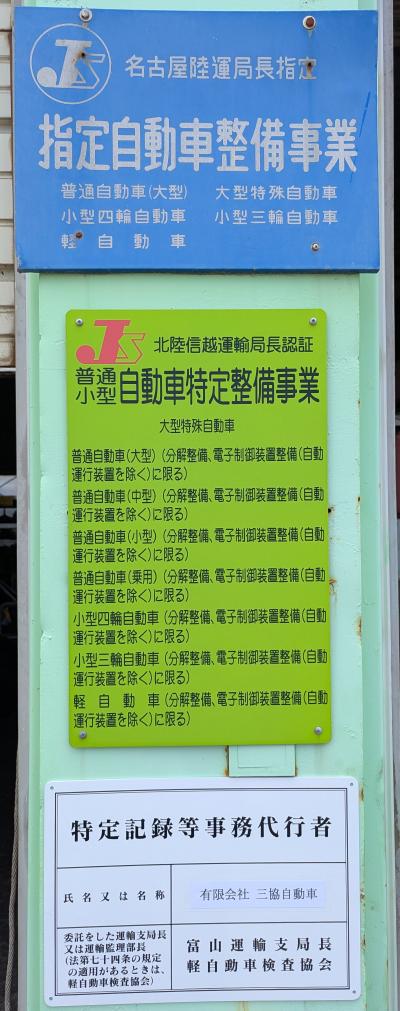 JS 名古屋陸運局長指定
指定自動車整備事業
普通自動車(大型) 大型特殊自動車
小型四輪自動車 小型三輪自動車
軽自動車
JS 北陸信越運輸局長認証
普通小型 自動車特定整備事業
大型特殊自動車
普通自動車(大型)(分解整備、電子制御装置整備(自動
運行装置を除く)に限る)
普通自動車(中型)(分解整備、電子制御装置整備(自動
運行装置を除く)に限る)
普通自動車(小型)(分解整備、電子制御装置整備(自動
運行装置を除く)に限る)
普通自動車(乗用)(分解整備、電子制御装置整備(自動
運行装置を除く)に限る)
小型四輪自動車(分解整備、電子制御装置整備(自動
運行装置を除く)に限る)
小型三輪自動車(分解整備、電子制御装置整備(自動
運行装置を除く)に限る)
軽自動車(分解整備、電子制御装置整備(自動
運行装置を除く)に限る)
特定記録等事務代行者
氏名又は名称 有限会社 三協自動車
委託をした運輸支局長
又は運輸監理部長
(法第七十四条の規定
の適用があるときは、
軽自動車検査協会)
富山運輸支局長
軽自動車検査協会